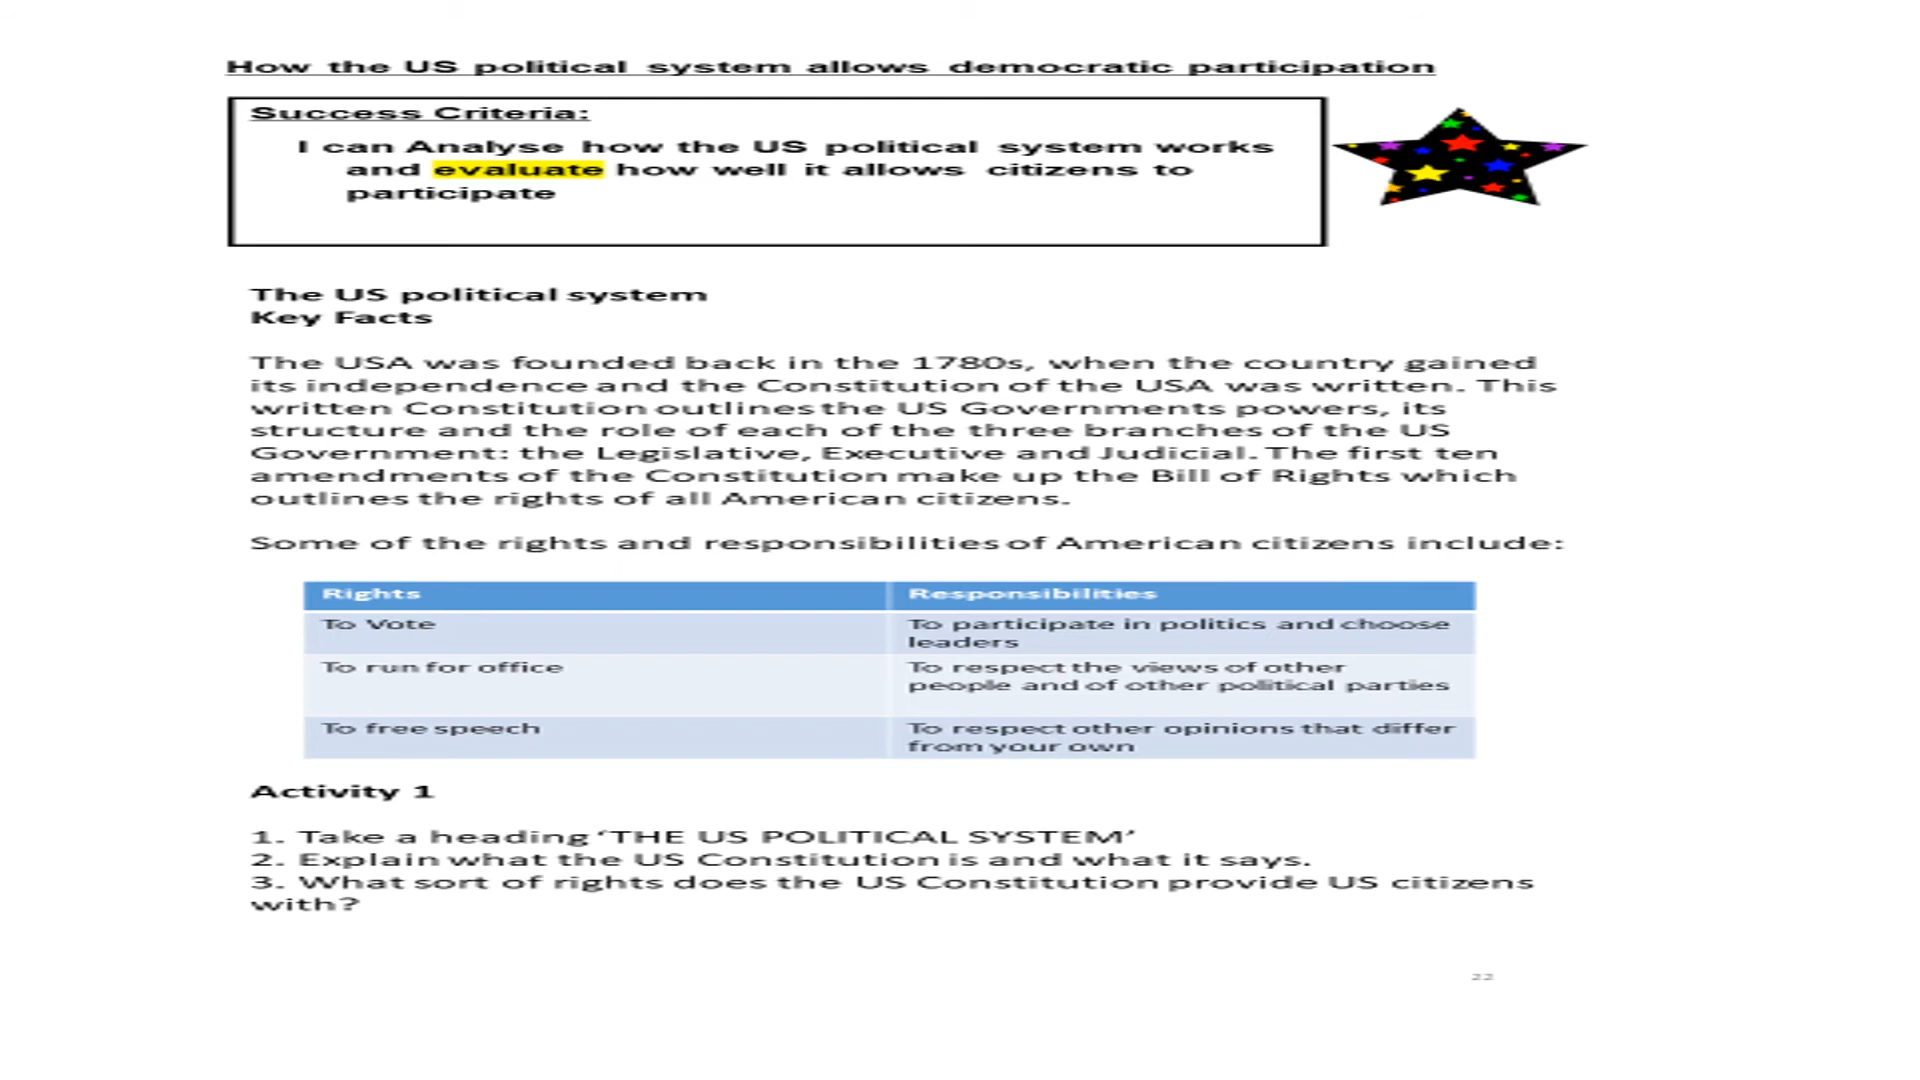 How the US political system allows democratic participation
Success Criteria:
I can Analyse how the US political system works
and evaluate how well it allows citizens to
participate
The US political system
Key Facts
The USA was founded back in the 1780s, when the country gained
its independence and the Constitution of the USA was written. This
written Constitution outlines the US Governments powers, its
structure and the role of each of the three branches of the US
Government: the Legislative, Executive and Judicial. The first ten
amendments of the Constitution make up the Bill of Rights which
outlines the rights of all American citizens.
Some of the rights and responsibilities of American citizens include:
Rights
Responsibilities
To Vote
To participate in politics and choose
leaders
To run for office
To respect the views of other
people and of other political parties
To free speech
To respect other opinions that differ
from your own
Activity 1
1. Take a heading ‘THE US POLITICAL SYSTEM’
2. Explain what the US Constitution is and what it says.
3. What sort of rights does the US Constitution provide US citizens
with?
22